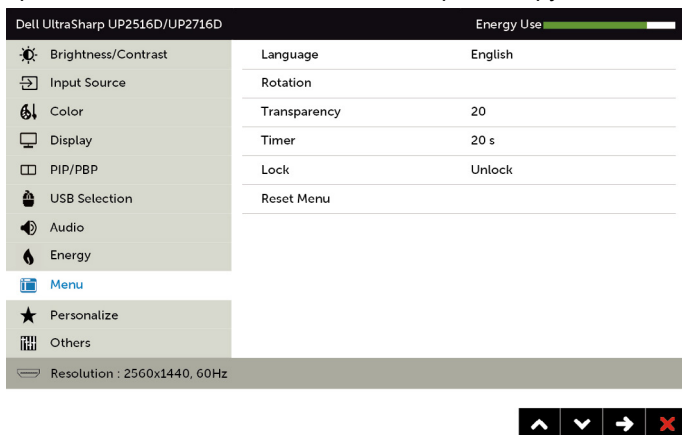 Dell UltraSharp UP2516D/UP2716D Energy Use
Brightness/Contrast
Input Source
Color
Display
PIP/PBP
USB Selection
Audio
Energy
Menu
Personalize
Others
Language English
Rotation
Transparency 20
Timer 20 s
Lock Unlock
Reset Menu
Resolution : 2560x1440, 60Hz